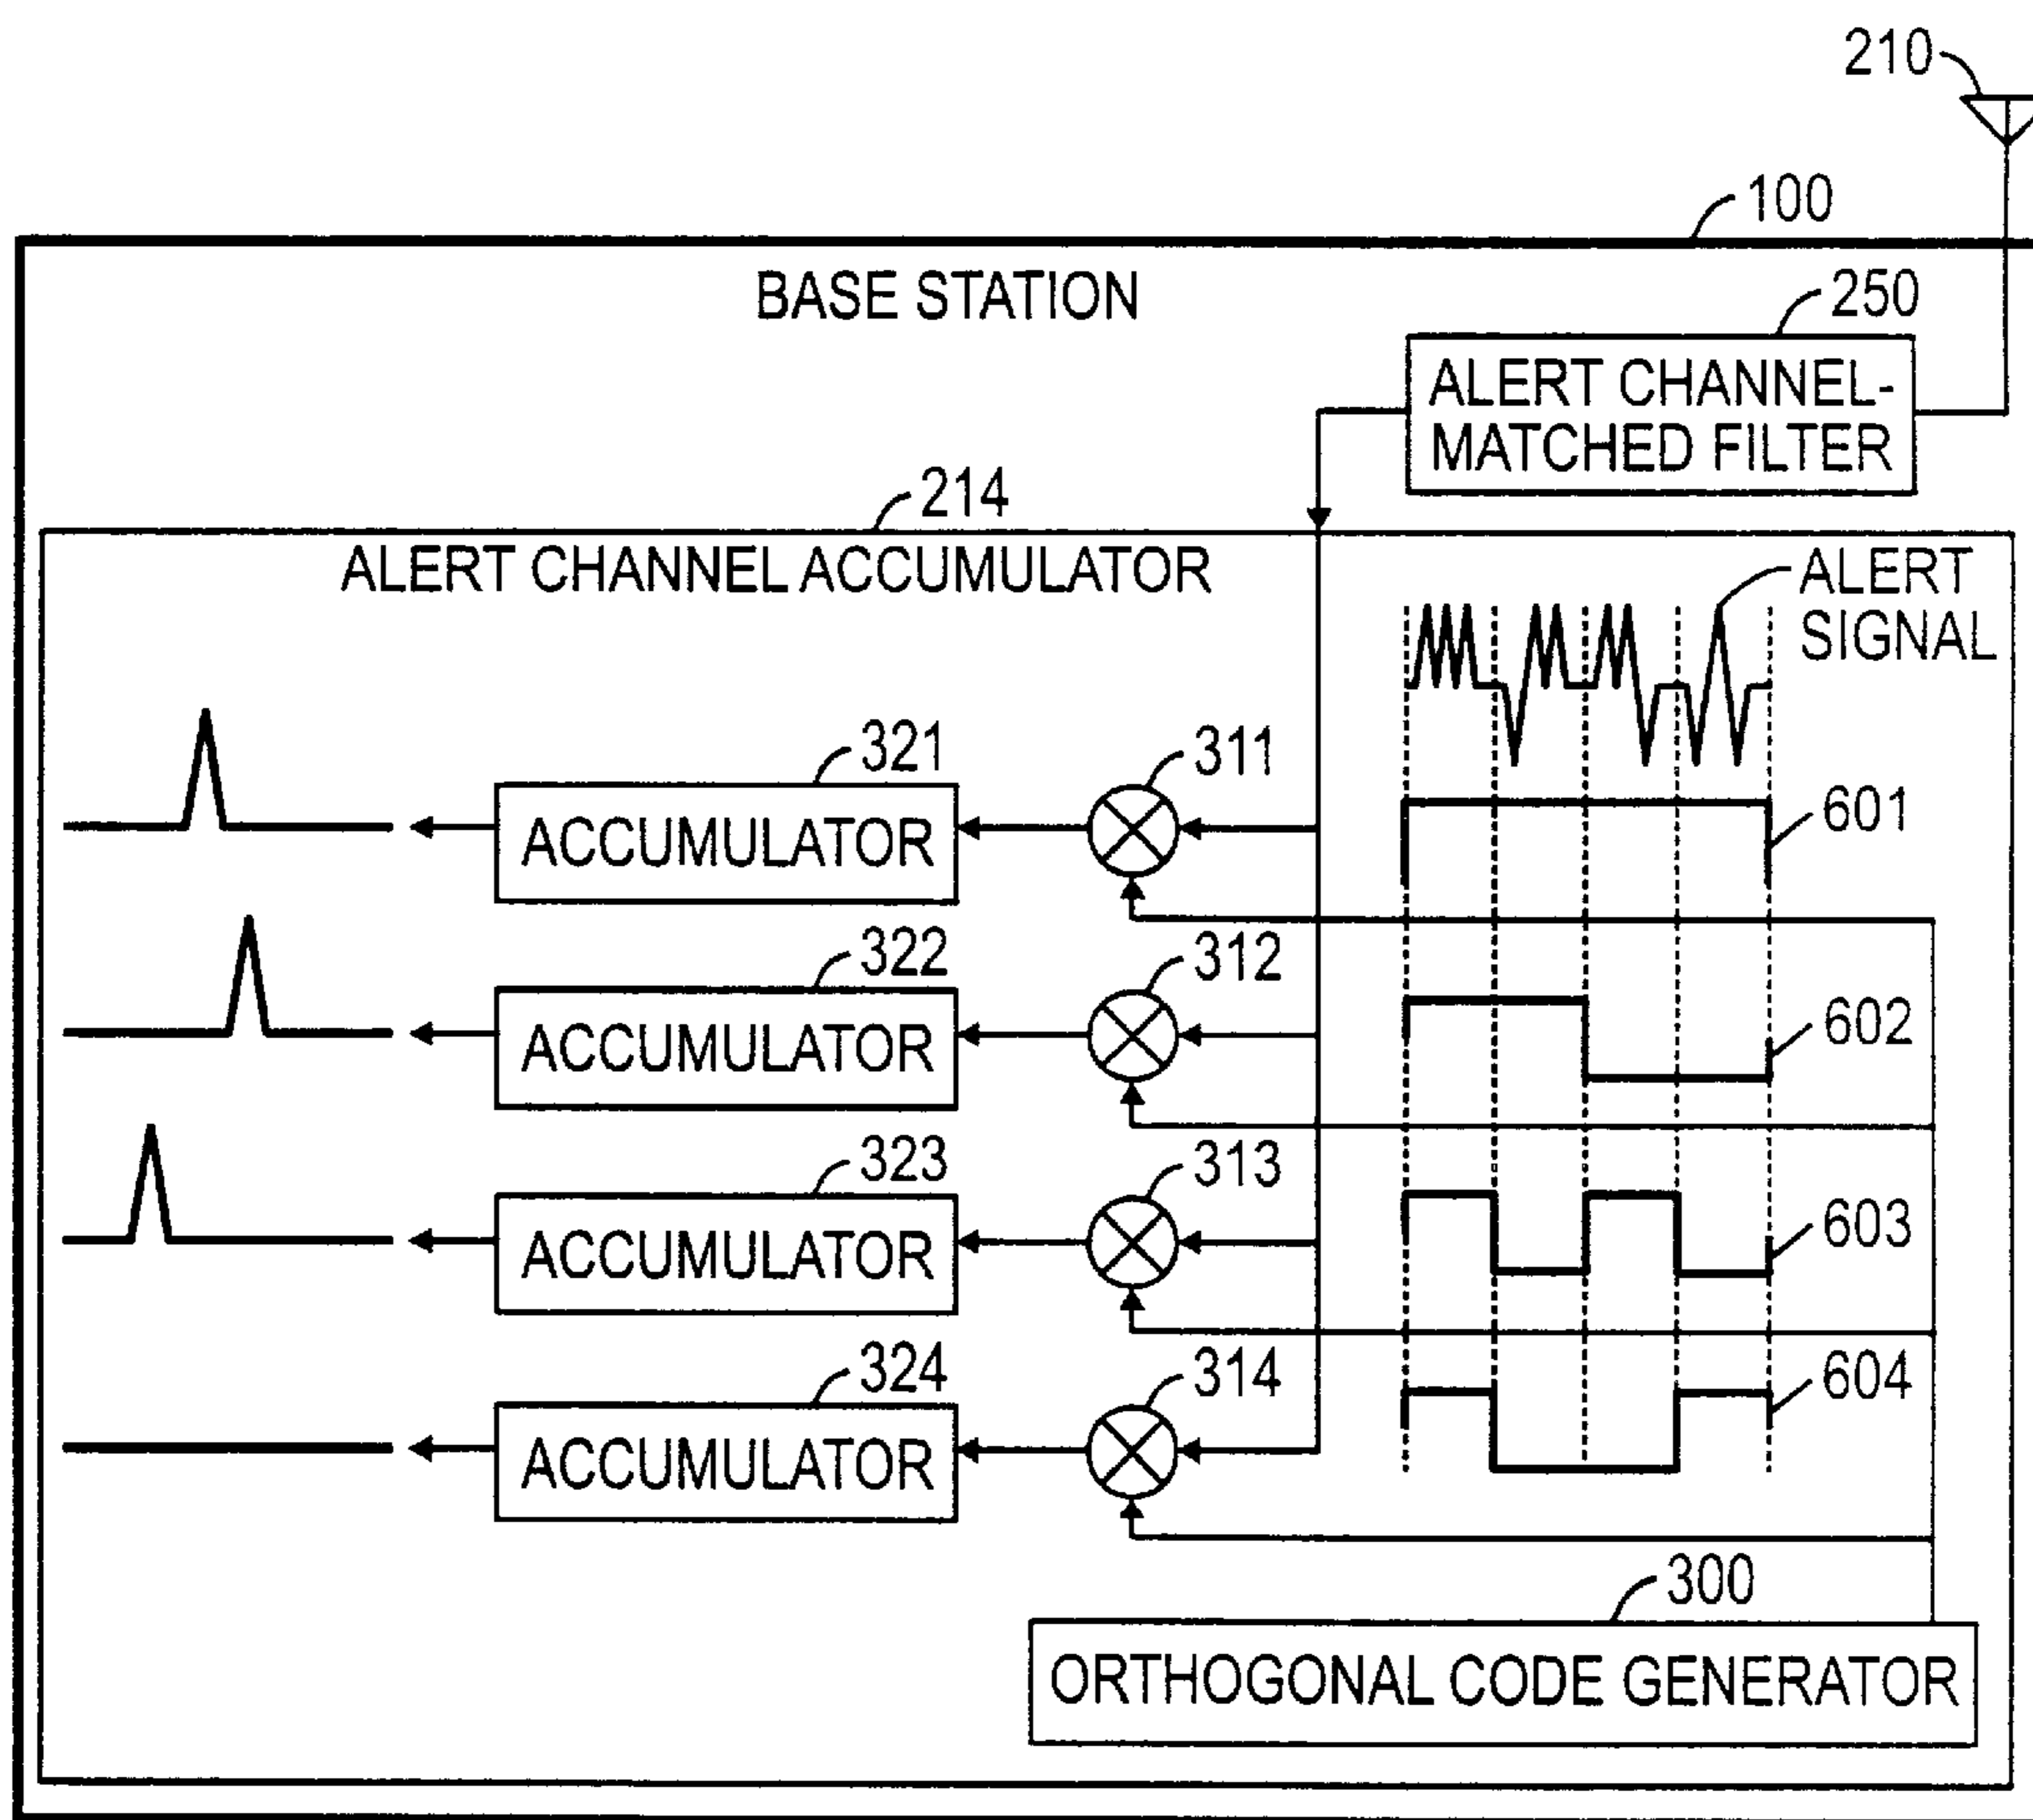 210
100
BASE STATION
250
ALERT CHANNEL-
MATCHED FILTER
214
ALERT CHANNEL ACCUMULATOR
ALERT
SIGNAL
321
ACCUMULATOR
311
601
322
ACCUMULATOR
312
602
323
ACCUMULATOR
313
603
324
ACCUMULATOR
314
604
300
ORTHOGONAL CODE GENERATOR